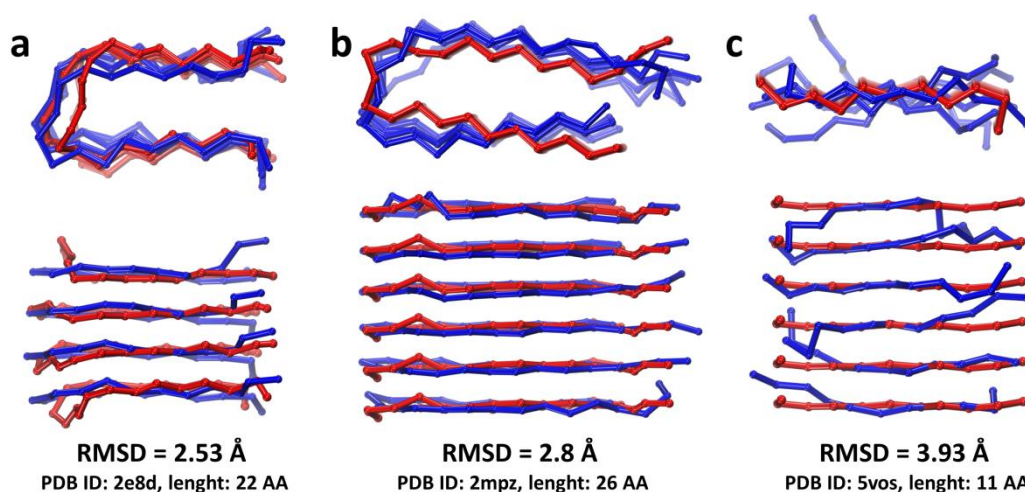 a
b
c
RMSD = 2.53 Å
RMSD = 2.8 Å
RMSD = 3.93 Å
PDB ID: 2e8d, lenght: 22 AA
PDB ID: 2mpz, lenght: 26 AA
PDB ID: 5vos, lenght: 11 AA